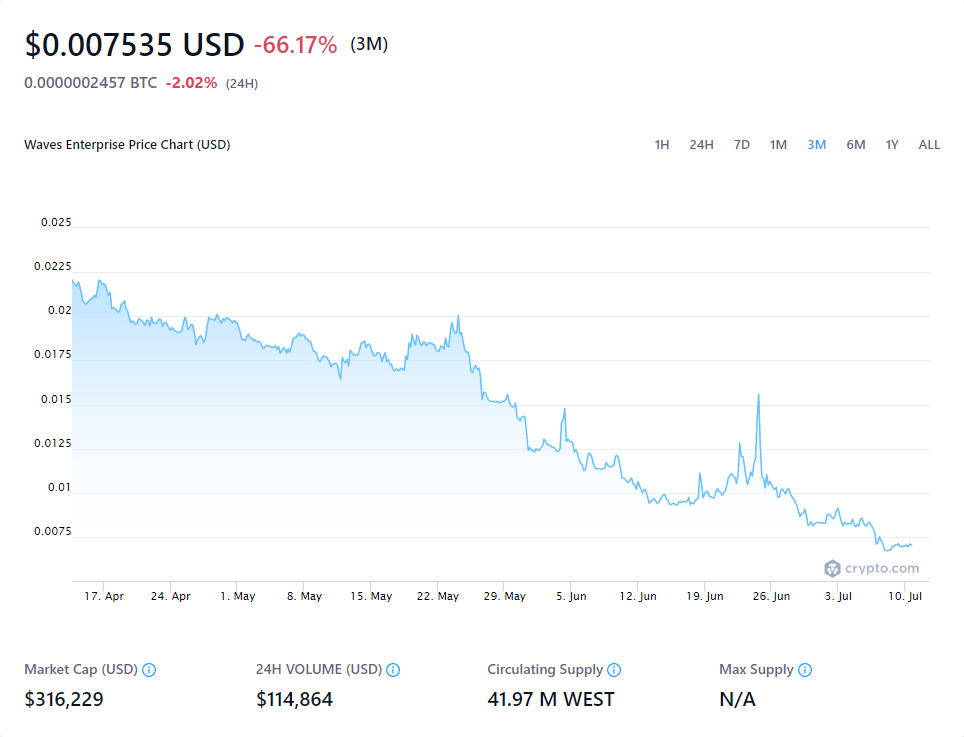 $0.007535 USD -66.17% (3M)
0.0000002457 BTC -2.02% (24H)
Waves Enterprise Price Chart (USD) 1H 24H 7D 1M 3M 6M 1Y ALL
0.025
0.0225
0.02
0.0175
0.015
0.0125
0.01
0.0075
crypto.com
17. Apr 24. Apr 1. May 8. May 15. May 22. May 29. May 5. Jun 12. Jun 19. Jun 26. Jun 3. Jul 10. Jul
Market Cap (USD) 24H VOLUME (USD) Circulating Supply Max Supply
$316,229 $114,864 41.97 M WEST N/A